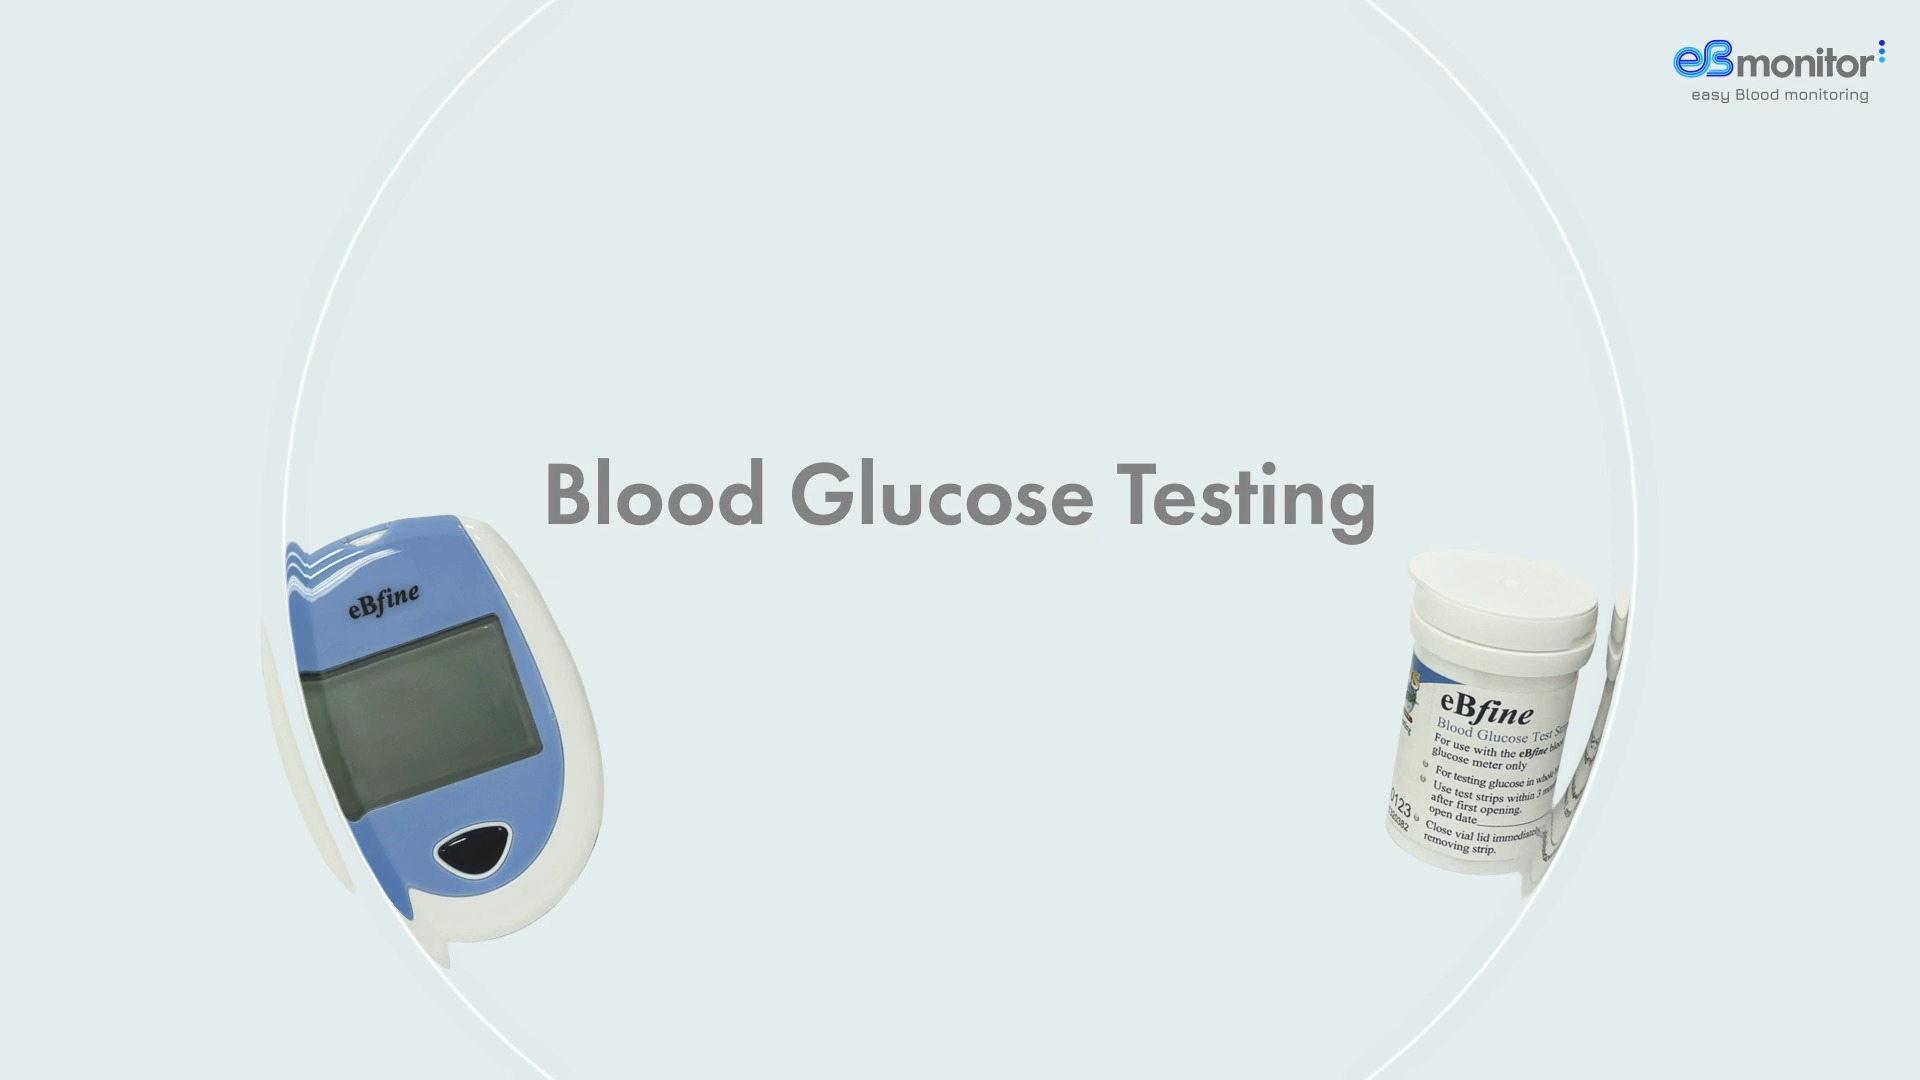 eBmonitor
easy Blood monitoring
Blood Glucose Testing
eBfine
eBfine
Blood Glucose Test
For use with the eBfine
glucose meter only
For testing glucose in whole
Use test strips within 3
after first opening.
open date
0123
Close vial lid immediately
removing strip.